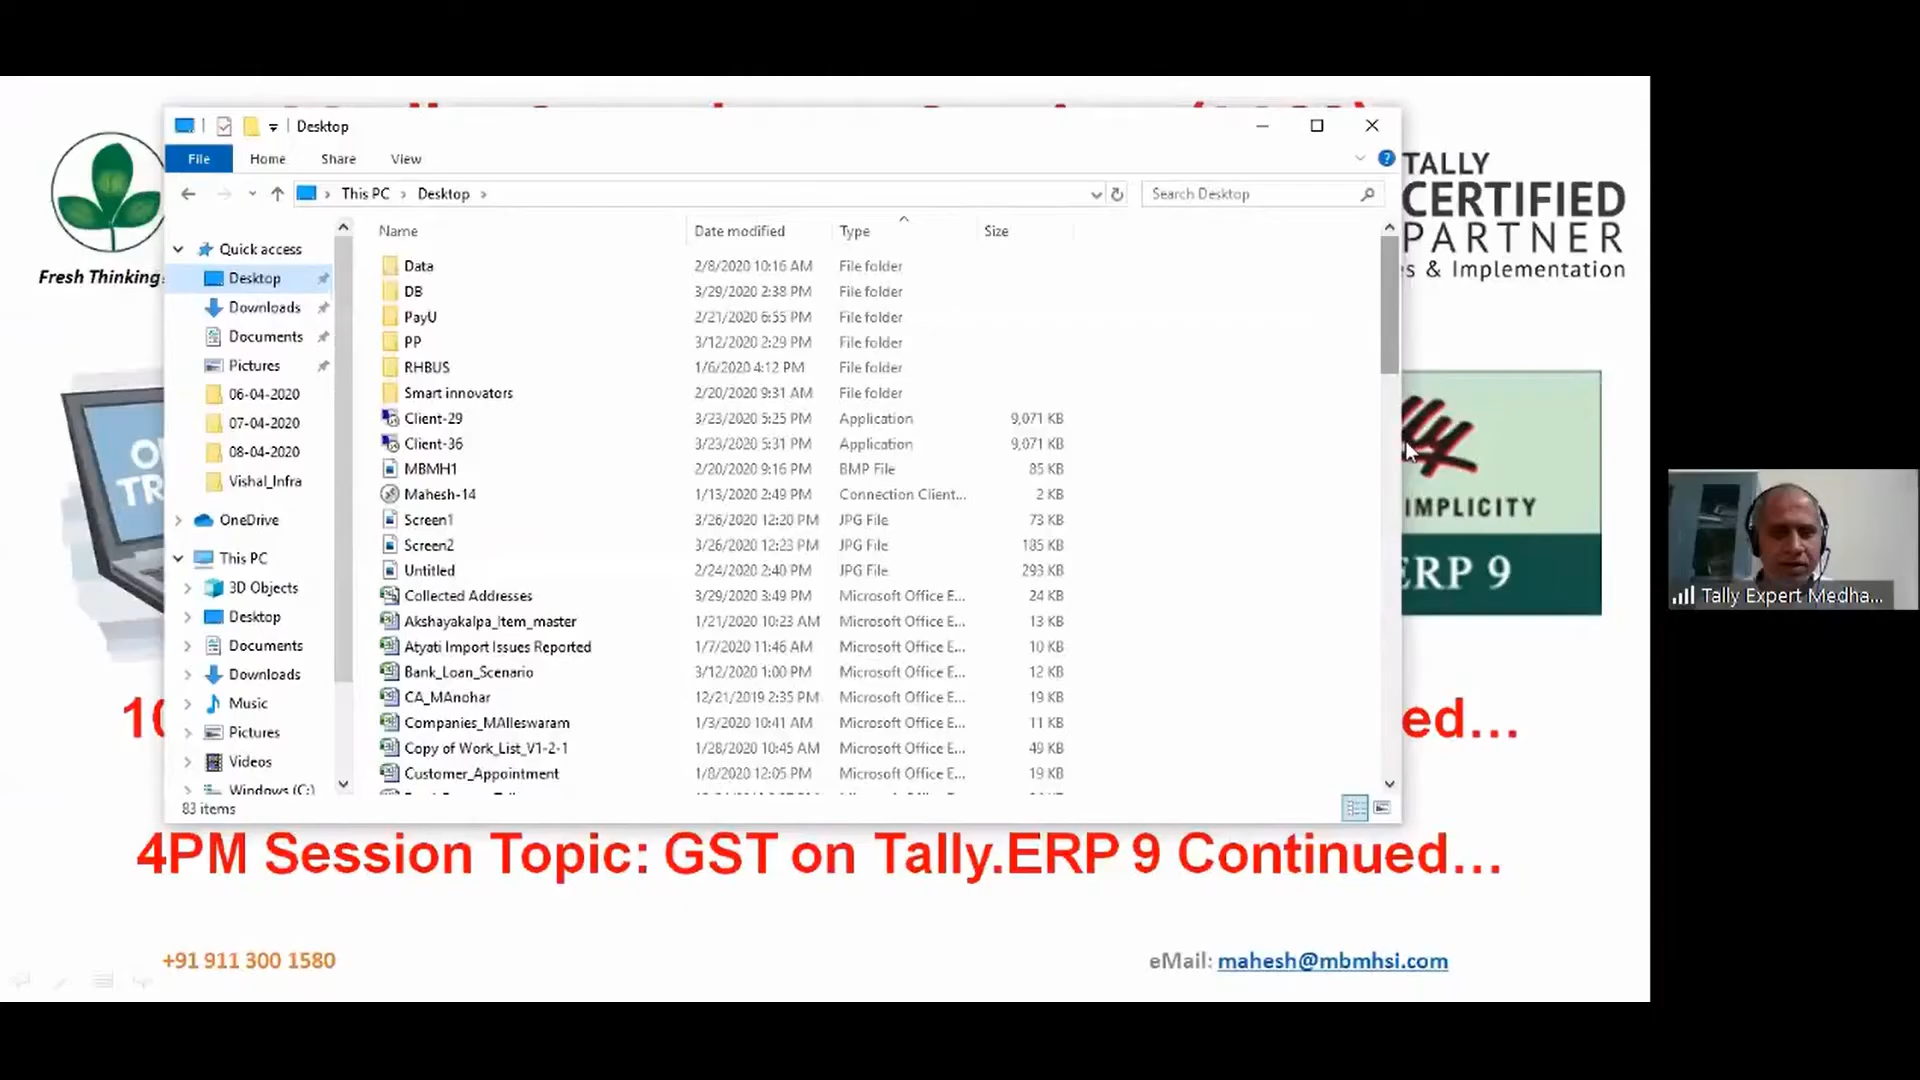 Desktop
File Home Share View
This PC > Desktop >
Search Desktop
Name Date modified Type Size
Quick access
Desktop
Downloads
Documents
Pictures
06-04-2020
07-04-2020
08-04-2020
Vishal_Infra
OneDrive
This PC
3D Objects
Desktop
Documents
Downloads
Music
Pictures
Videos
Windows (C:)
Data 2/8/2020 10:16 AM File folder
DB 3/29/2020 2:38 PM File folder
PayU 2/21/2020 6:55 PM File folder
PP 3/12/2020 2:29 PM File folder
RHBUS 1/6/2020 4:12 PM File folder
Smart innovators 2/20/2020 9:31 AM File folder
Client-29 3/23/2020 5:25 PM Application 9,071 KB
Client-36 3/23/2020 5:31 PM Application 9,071 KB
MBMH1 2/20/2020 9:16 PM BMP File 85 KB
Mahesh-14 1/13/2020 2:49 PM Connection Client... 2 KB
Screen1 3/26/2020 12:20 PM JPG File 73 KB
Screen2 3/26/2020 12:23 PM JPG File 185 KB
Untitled 2/24/2020 2:40 PM JPG File 293 KB
Collected Addresses 3/29/2020 3:49 PM Microsoft Office E... 24 KB
Akshayakalpa_Item_master 1/21/2020 10:23 AM Microsoft Office E... 13 KB
Atyati Import Issues Reported 1/7/2020 11:46 AM Microsoft Office E... 10 KB
Bank_Loan_Scenario 3/12/2020 1:00 PM Microsoft Office E... 12 KB
CA_MAnohar 12/21/2019 2:35 PM Microsoft Office E... 19 KB
Companies_MAlleswaram 1/3/2020 10:41 AM Microsoft Office E... 11 KB
Copy of Work_List_V1-2-1 1/28/2020 10:45 AM Microsoft Office E... 49 KB
Customer_Appointment 1/8/2020 12:05 PM Microsoft Office E... 19 KB
83 items
Fresh Thinking
TALLY
CERTIFIED
PARTNER
& Implementation
IMPLICITY
ERP 9
10
ed...
4PM Session Topic: GST on Tally.ERP 9 Continued...
+91 911 300 1580
eMail: mahesh@mbmhsi.com
Tally Expert Medha...